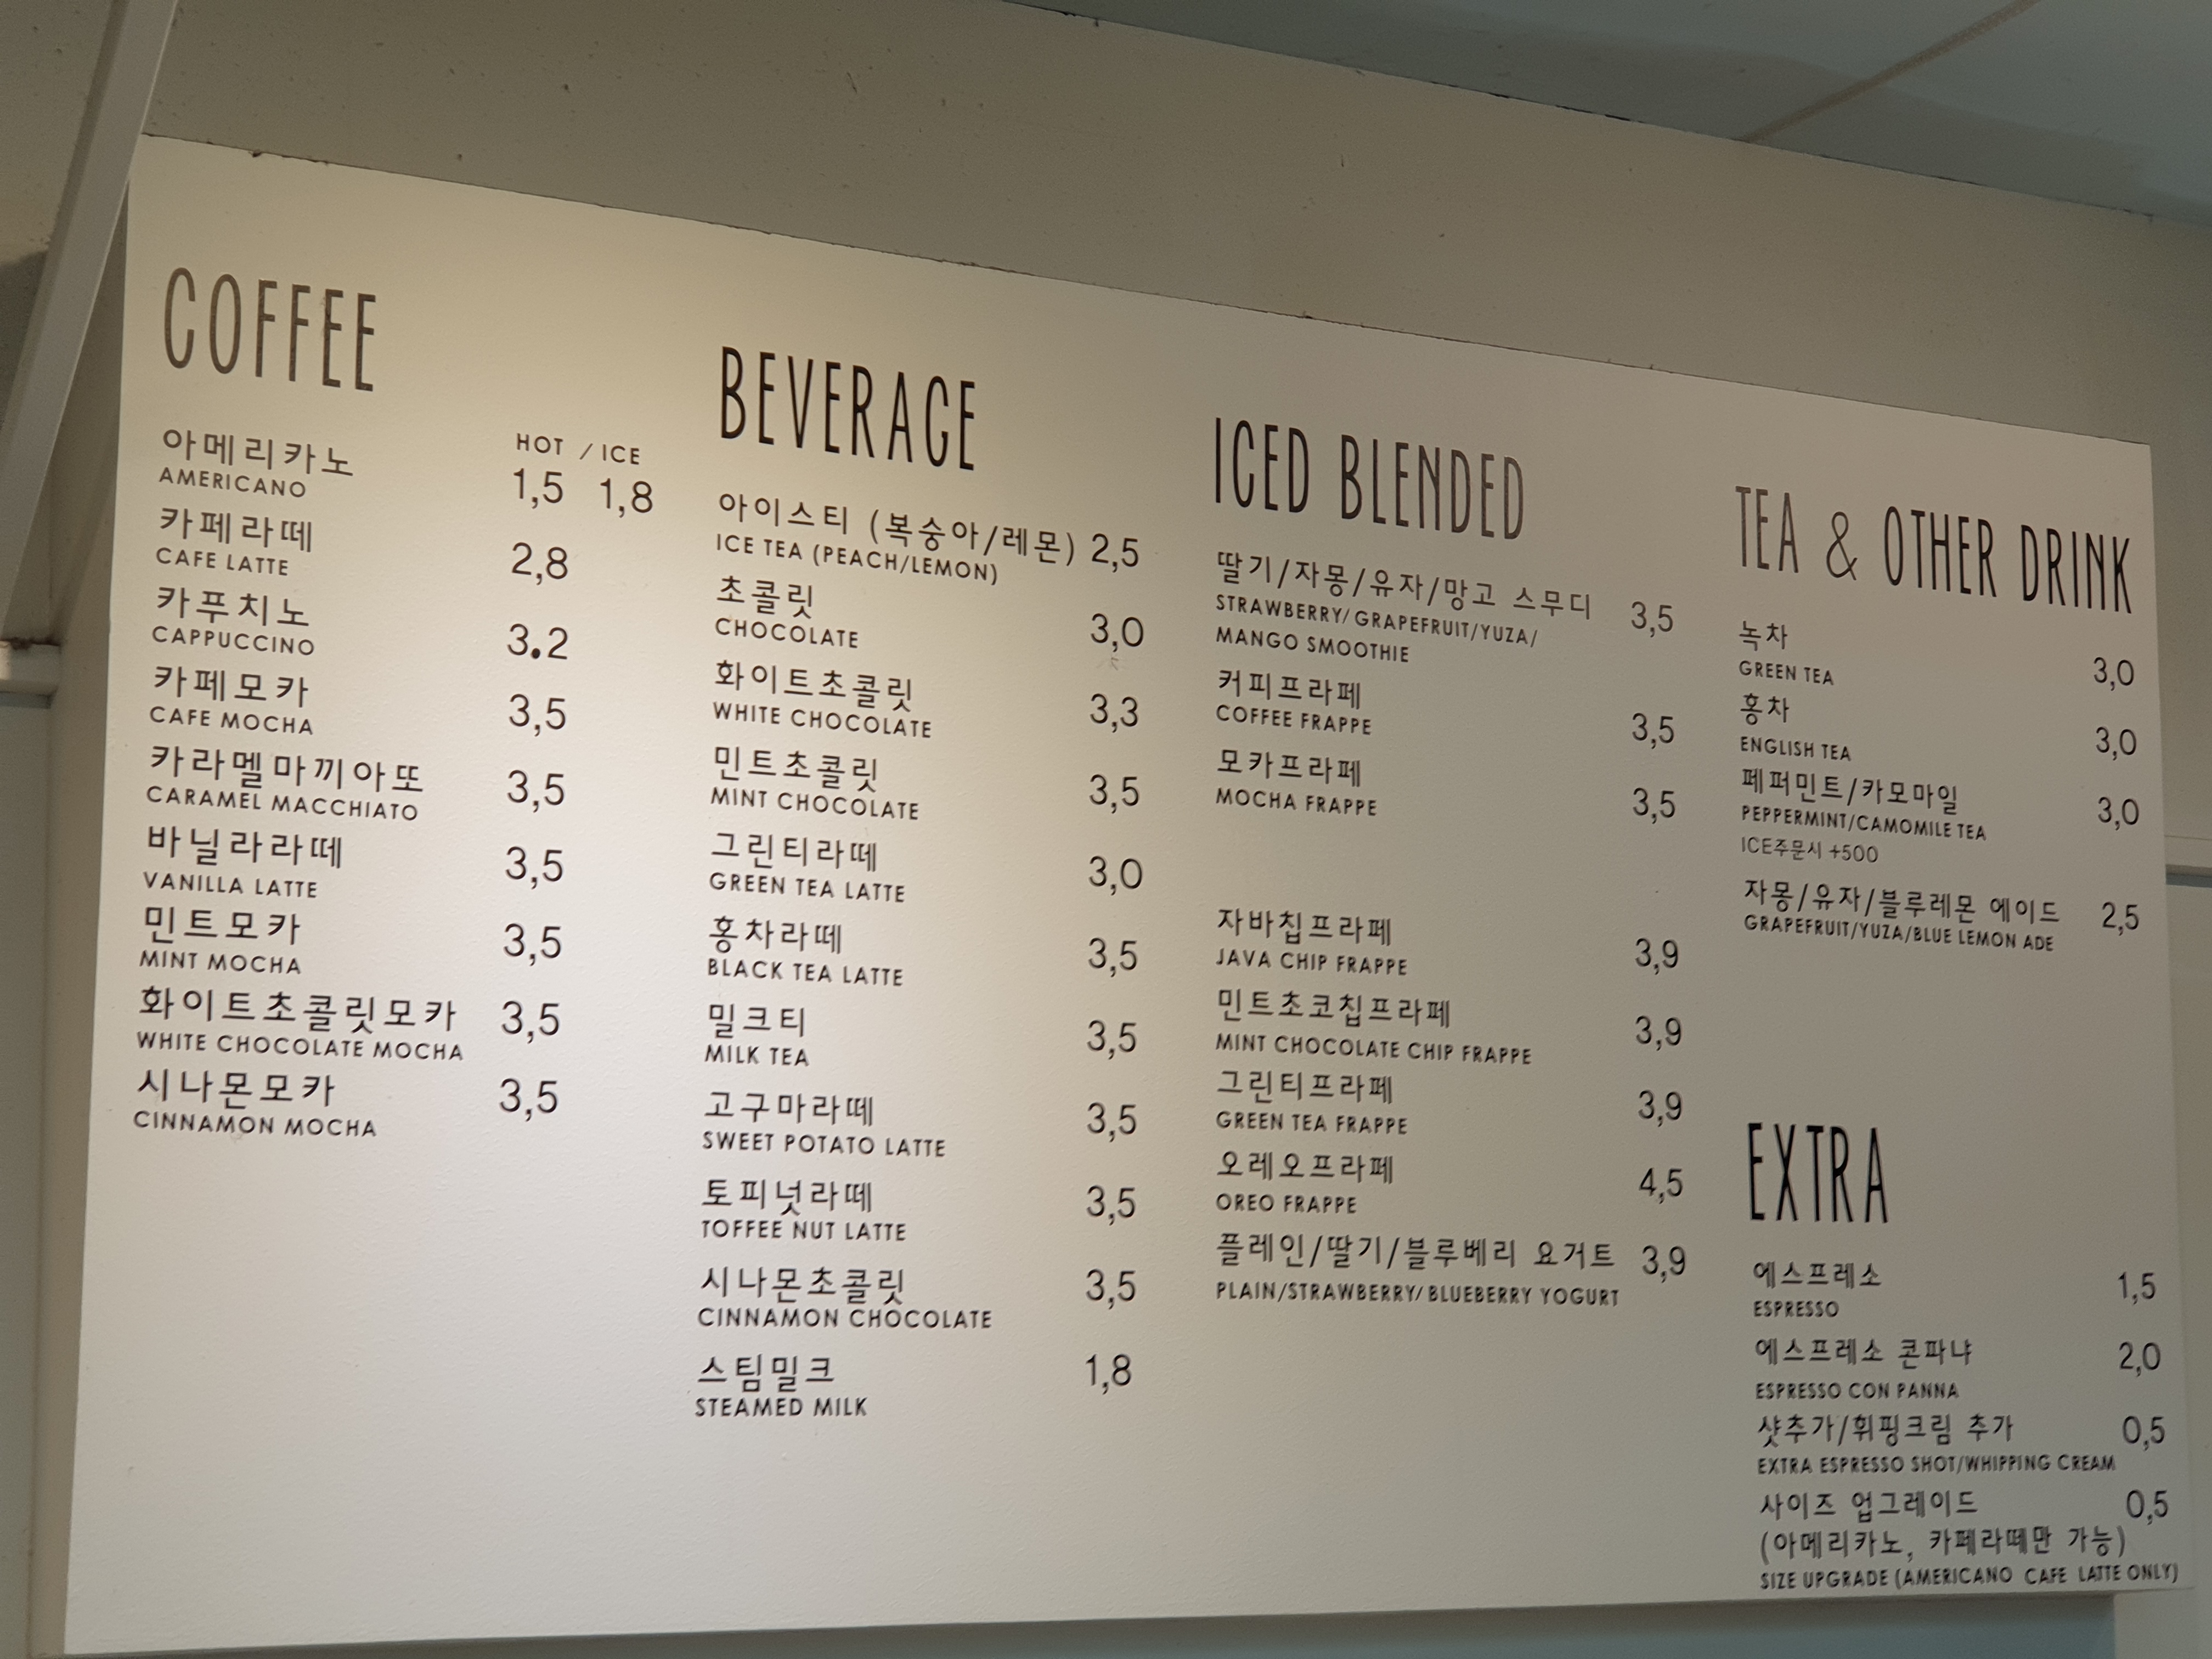 COFFEE
HOT / ICE
아메리카노 1,5 1,8
AMERICANO
카페라떼 2,8
CAFE LATTE
카푸치노 3.2
CAPPUCCINO
카페모카 3,5
CAFE MOCHA
카라멜마끼아또 3,5
CARAMEL MACCHIATO
바닐라라떼 3,5
VANILLA LATTE
민트모카 3,5
MINT MOCHA
화이트초콜릿모카 3,5
WHITE CHOCOLATE MOCHA
시나몬모카 3,5
CINNAMON MOCHA
BEVERAGE
아이스티 (복숭아/레몬) 2,5
ICE TEA (PEACH/LEMON)
초콜릿 3,0
CHOCOLATE
화이트초콜릿 3,3
WHITE CHOCOLATE
민트초콜릿 3,5
MINT CHOCOLATE
그린티라떼 3,0
GREEN TEA LATTE
홍차라떼 3,5
BLACK TEA LATTE
밀크티 3,5
MILK TEA
고구마라떼 3,5
SWEET POTATO LATTE
토피넛라떼 3,5
TOFFEE NUT LATTE
시나몬초콜릿 3,5
CINNAMON CHOCOLATE
스팀밀크 1,8
STEAMED MILK
ICED BLENDED
딸기/자몽/유자/망고 스무디 3,5
STRAWBERRY/GRAPEFRUIT/YUZA/
MANGO SMOOTHIE
커피프라페 3,5
COFFEE FRAPPE
모카프라페 3,5
MOCHA FRAPPE
자바칩프라페 3,9
JAVA CHIP FRAPPE
민트초코칩프라페 3,9
MINT CHOCOLATE CHIP FRAPPE
그린티프라페 3,9
GREEN TEA FRAPPE
오레오프라페 4,5
OREO FRAPPE
플레인/딸기/블루베리 요거트 3,9
PLAIN/STRAWBERRY/BLUEBERRY YOGURT
TEA & OTHER DRINK
녹차 3,0
GREEN TEA
홍차 3,0
ENGLISH TEA
페퍼민트/카모마일 3,0
PEPPERMINT/CAMOMILE TEA
ICE주문시 +500
자몽/유자/블루레몬 에이드 2,5
GRAPEFRUIT/YUZA/BLUE LEMON ADE
EXTRA
에스프레소 1,5
ESPRESSO
에스프레소 콘파냐 2,0
ESPRESSO CON PANNA
샷추가/휘핑크림 추가 0,5
EXTRA ESPRESSO SHOT/WHIPPING CREAM
사이즈 업그레이드 0,5
(아메리카노, 카페라떼만 가능)
SIZE UPGRADE (AMERICANO CAFE LATTE ONLY)